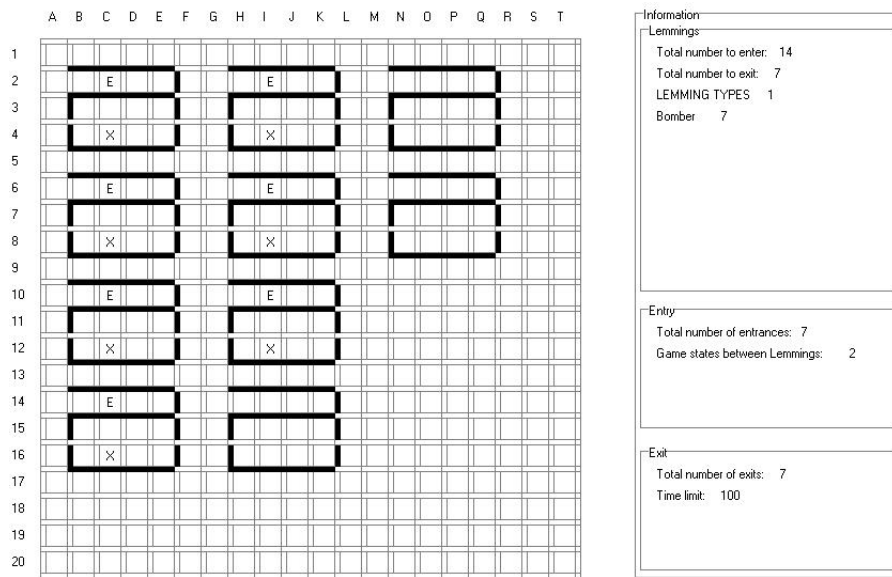 A B C D E F G H I J K L M N O P Q R S T
1
2 E E
3
4 X X
5
6 E E
7
8 X X
9
10 E E
11
12 X X
13
14 E
15
16 X
17
18
19
20
Information
Lemmings
Total number to enter: 14
Total number to exit: 7
LEMMING TYPES 1
Bomber 7
Entry
Total number of entrances: 7
Game states between Lemmings: 2
Exit
Total number of exits: 7
Time limit: 100